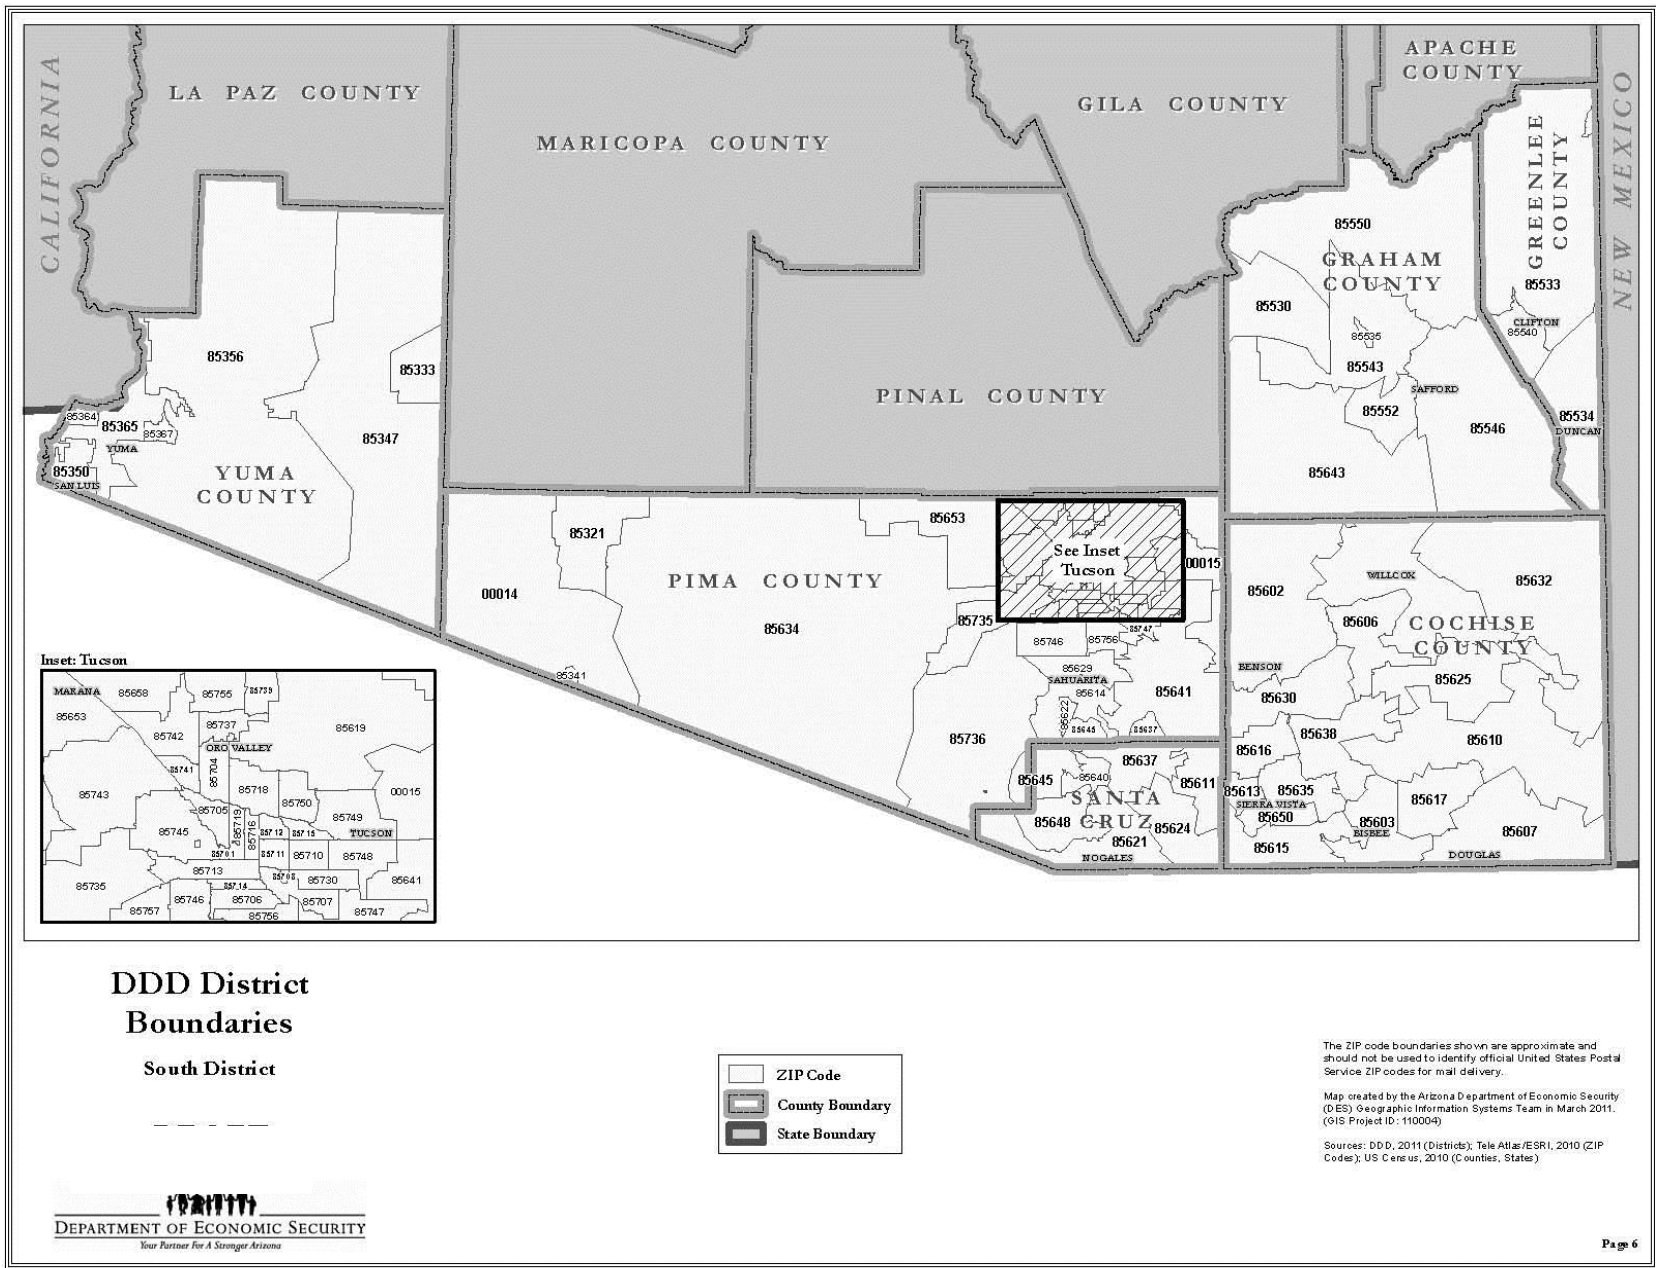 CALIFORNIA
LA PAZ COUNTY
MARICOPA COUNTY
GILA COUNTY
APACHE
COUNTY
GREENLEE
COUNTY
NEW MEXICO
85550
GRAHAM
COUNTY
85533
85530
CLIFTON
85540
85535
85543
85356
85333
PINAL COUNTY
SAFFORD
85552
85534
DUNCAN
85546
85364
85365
85367
YUMA
85347
85350
SAN LUIS
YUMA
COUNTY
85643
85321
85653
See Inset
Tucson
00015
PIMA COUNTY
00014
85634
85735
85746
85756
85747
85341
85629
SAHUARITA
85614
85641
85622
85645
85637
85736
85602
WILLCOX
85632
85606
COCHISE
COUNTY
BENSON
85625
85630
85638
85610
85616
85645
85640
85637
85611
SANTA
CRUZ
85648
85624
85621
NOGALES
85613
85635
SIERRA VISTA
85650
85617
85603
BISBEE
85607
85615
DOUGLAS
Inset: Tucson
MARANA
85658
85755
85739
85653
85737
85619
85742
ORO VALLEY
85741
85704
85718
00015
85743
85705
85750
85749
85745
85719
85716
85712
85715
TUCSON
85701
85711
85710
85748
85713
85708
85730
85641
85735
85714
85746
85706
85707
85757
85756
85747
DDD District
Boundaries
South District
ZIP Code
County Boundary
State Boundary
The ZIP code boundaries shown are approximate and
should not be used to identify official United States Postal
Service ZIP codes for mail delivery.
Map created by the Arizona Department of Economic Security
(DES) Geographic Information Systems Team in March 2011.
(GIS Project ID: 110004)
Sources: DDD, 2011 (Districts); Tele Atlas/ESRI, 2010 (ZIP
Codes); US Census, 2010 (Counties, States)
DEPARTMENT OF ECONOMIC SECURITY
Your Partner For A Stronger Arizona
Page 6